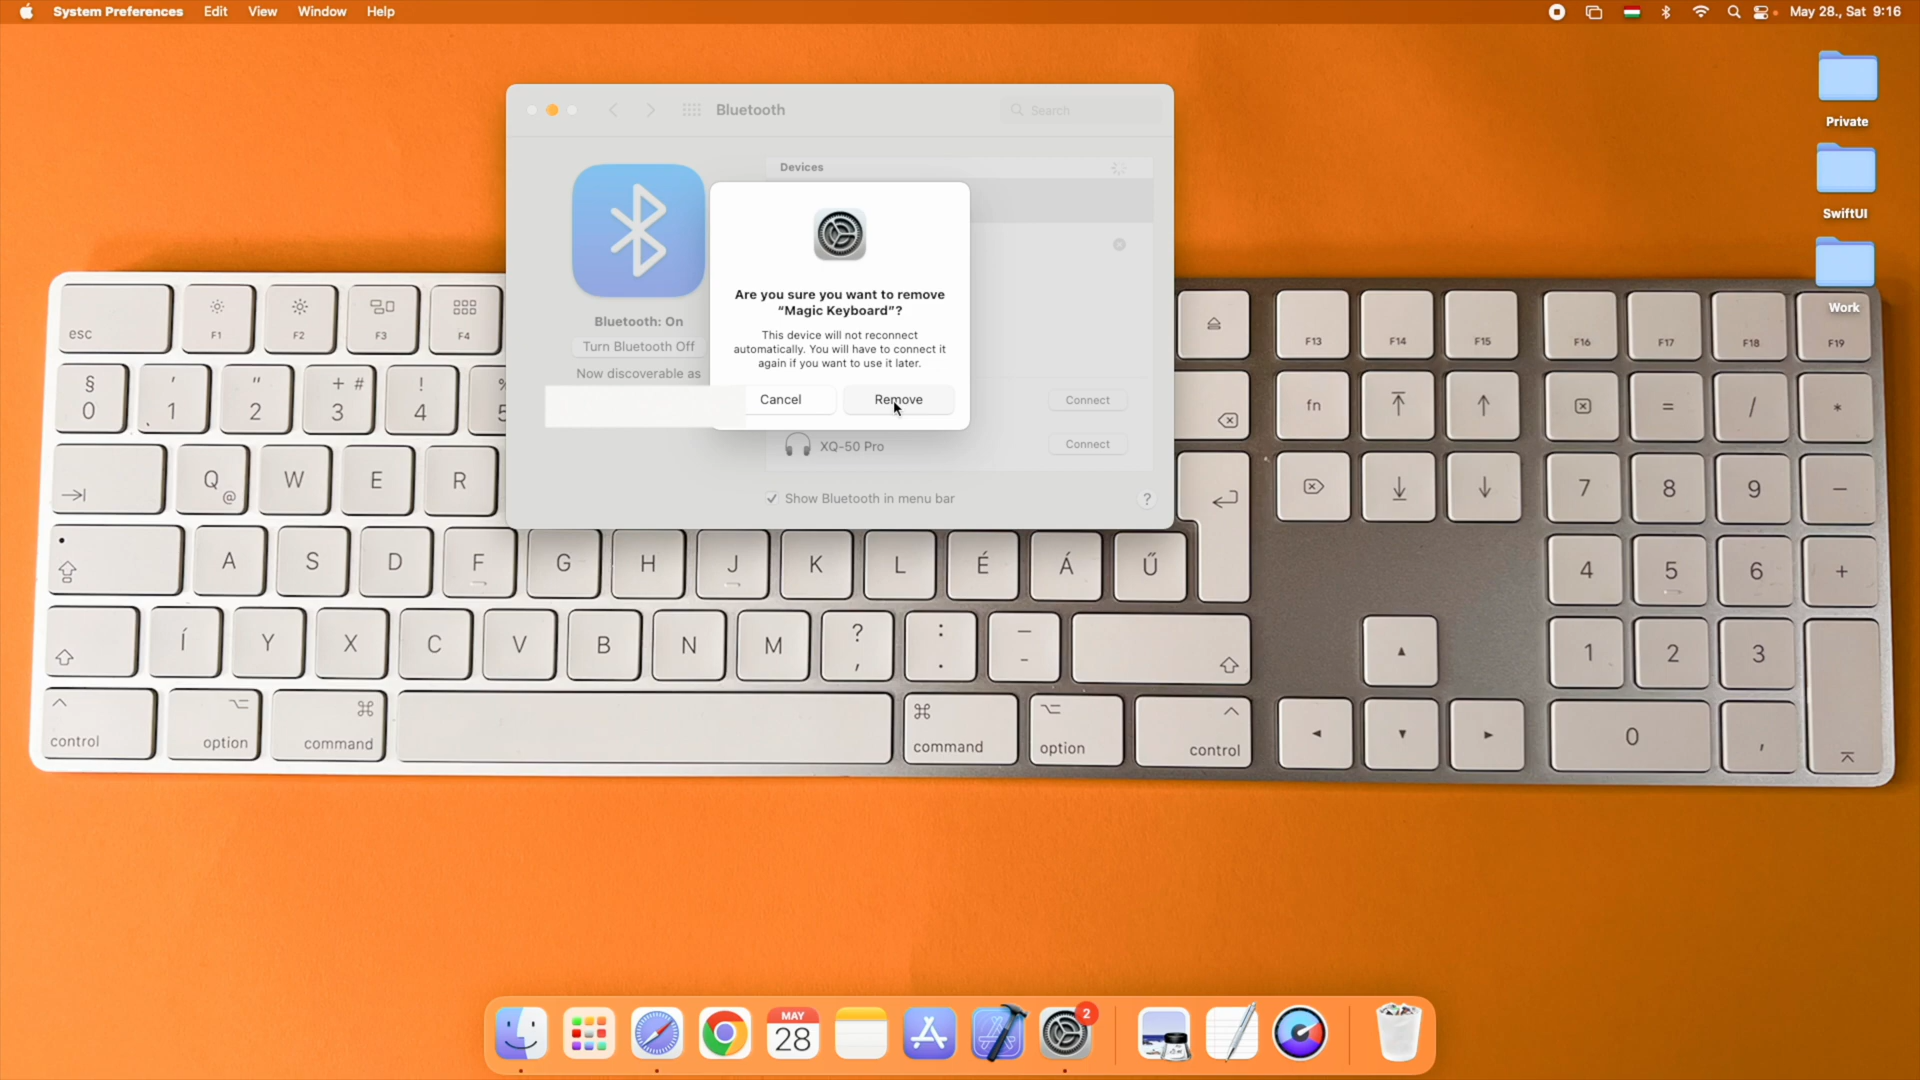 System Preferences Edit View Window Help
May 28., Sat 9:16
Private
SwiftUI
Work
Bluetooth
Search
Devices
Bluetooth: On
Turn Bluetooth Off
Now discoverable as
Are you sure you want to remove
“Magic Keyboard”?
This device will not reconnect
automatically. You will have to connect it
again if you want to use it later.
Cancel Remove
Connect
XQ-50 Pro Connect
Show Bluetooth in menu bar
?
esc F1 F2 F3 F4 F13 F14 F15 F16 F17 F18 F19
§ ' " + # ! %
0 1 2 3 4 5 fn = / *
Q @ W E R 7 8 9 −
A S D F G H J K L É Á Ű 4 5 6 +
Í Y X C V B N M ? , : . _ - 1 2 3
control option command command option control 0 ,
MAY
28
2